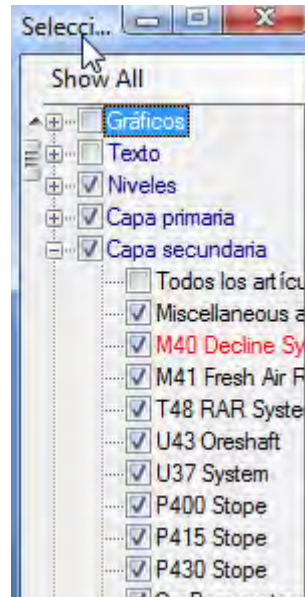 Selecci...
Show All
Gráficos
Texto
Niveles
Capa primaria
Capa secundaria
Todos los artícu
Miscellaneous a
M40 Decline Sy
M41 Fresh Air R
T48 RAR Syste
U43 Oreshaft
U37 System
P400 Stope
P415 Stope
P430 Stope